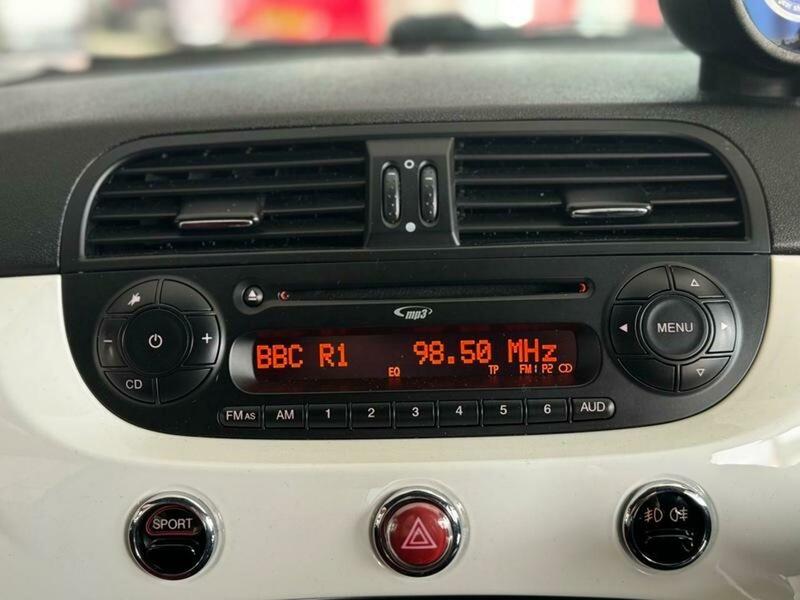 mp3
BBC R1 98.50 MHz
EQ TP FM1 P2
MENU
CD
FM AS AM 1 2 3 4 5 6 AUD
SPORT